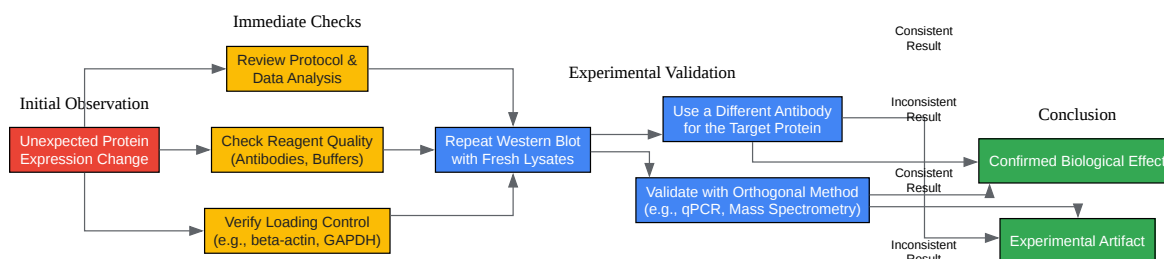 Immediate Checks
Consistent
Result
Review Protocol &
Data Analysis
Experimental Validation
Initial Observation
Use a Different Antibody
for the Target Protein
Inconsistent
Result
Conclusion
Unexpected Protein
Expression Change
Check Reagent Quality
(Antibodies, Buffers)
Repeat Western Blot
with Fresh Lysates
Confirmed Biological Effect
Consistent
Result
Validate with Orthogonal Method
(e.g., qPCR, Mass Spectrometry)
Verify Loading Control
(e.g., beta-actin, GAPDH)
Experimental Artifact
Inconsistent
Result